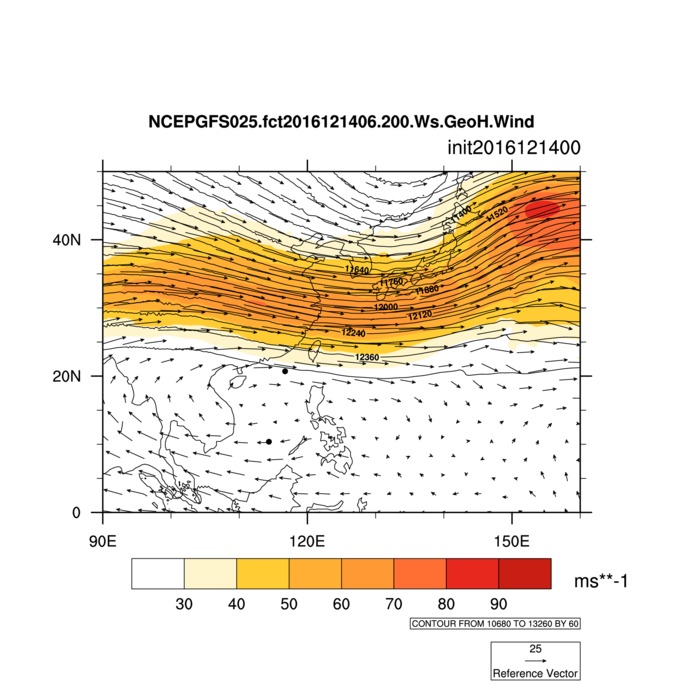 NCEPGFS025.fct2016121406.200.Ws.GeoH.Wind
init2016121400
40N
20N
0
11400
11520
11640
11760
11880
12000
12120
12240
12360
90E 120E 150E
30 40 50 60 70 80 90
ms**-1
CONTOUR FROM 10680 TO 13260 BY 60
25
Reference Vector